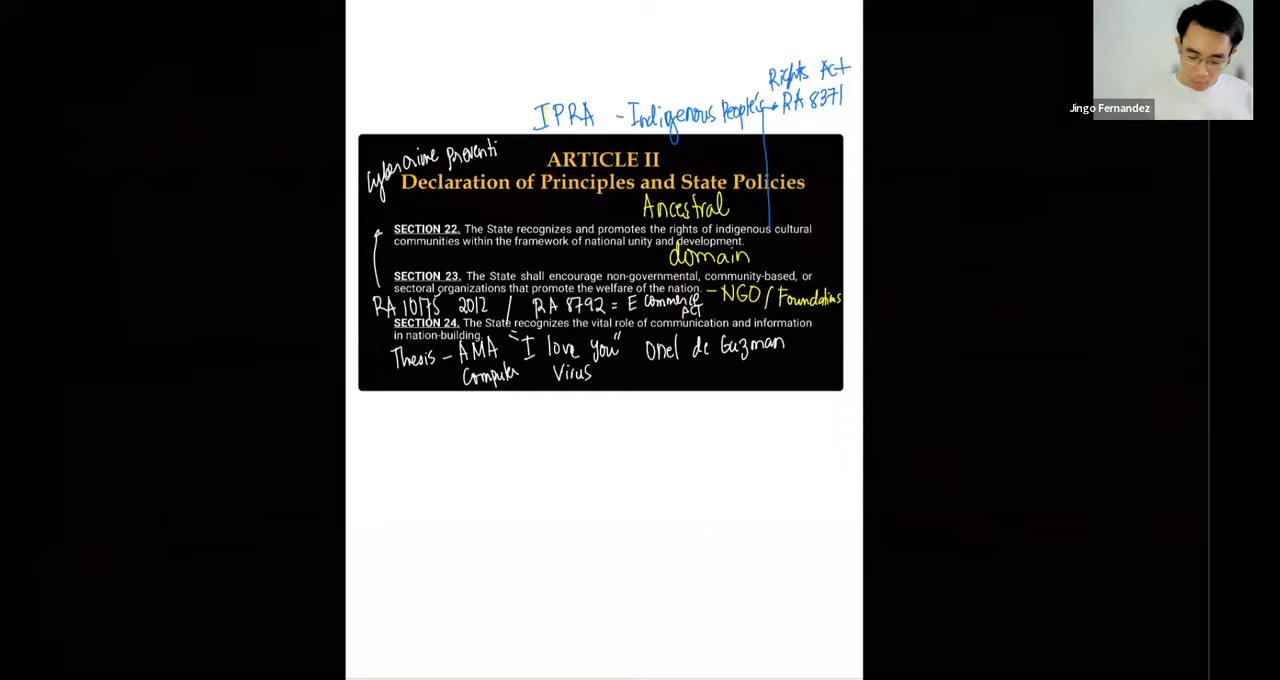 Rights Act
IPRA - Indigenous People's RA 8371
Cybercrime preventi
ARTICLE II
Declaration of Principles and State Policies
Ancestral
SECTION 22. The State recognizes and promotes the rights of indigenous cultural
communities within the framework of national unity and development.
domain
SECTION 23. The State shall encourage non-governmental, community-based, or
sectoral organizations that promote the welfare of the nation. - NGO / Foundations
RA 10175 2012 / RA 8792 = E Commerce
ACT
SECTION 24. The State recognizes the vital role of communication and information
in nation-building.
Thesis - AMA "I love you" Onel de Guzman
Computer Virus
Jingo Fernandez